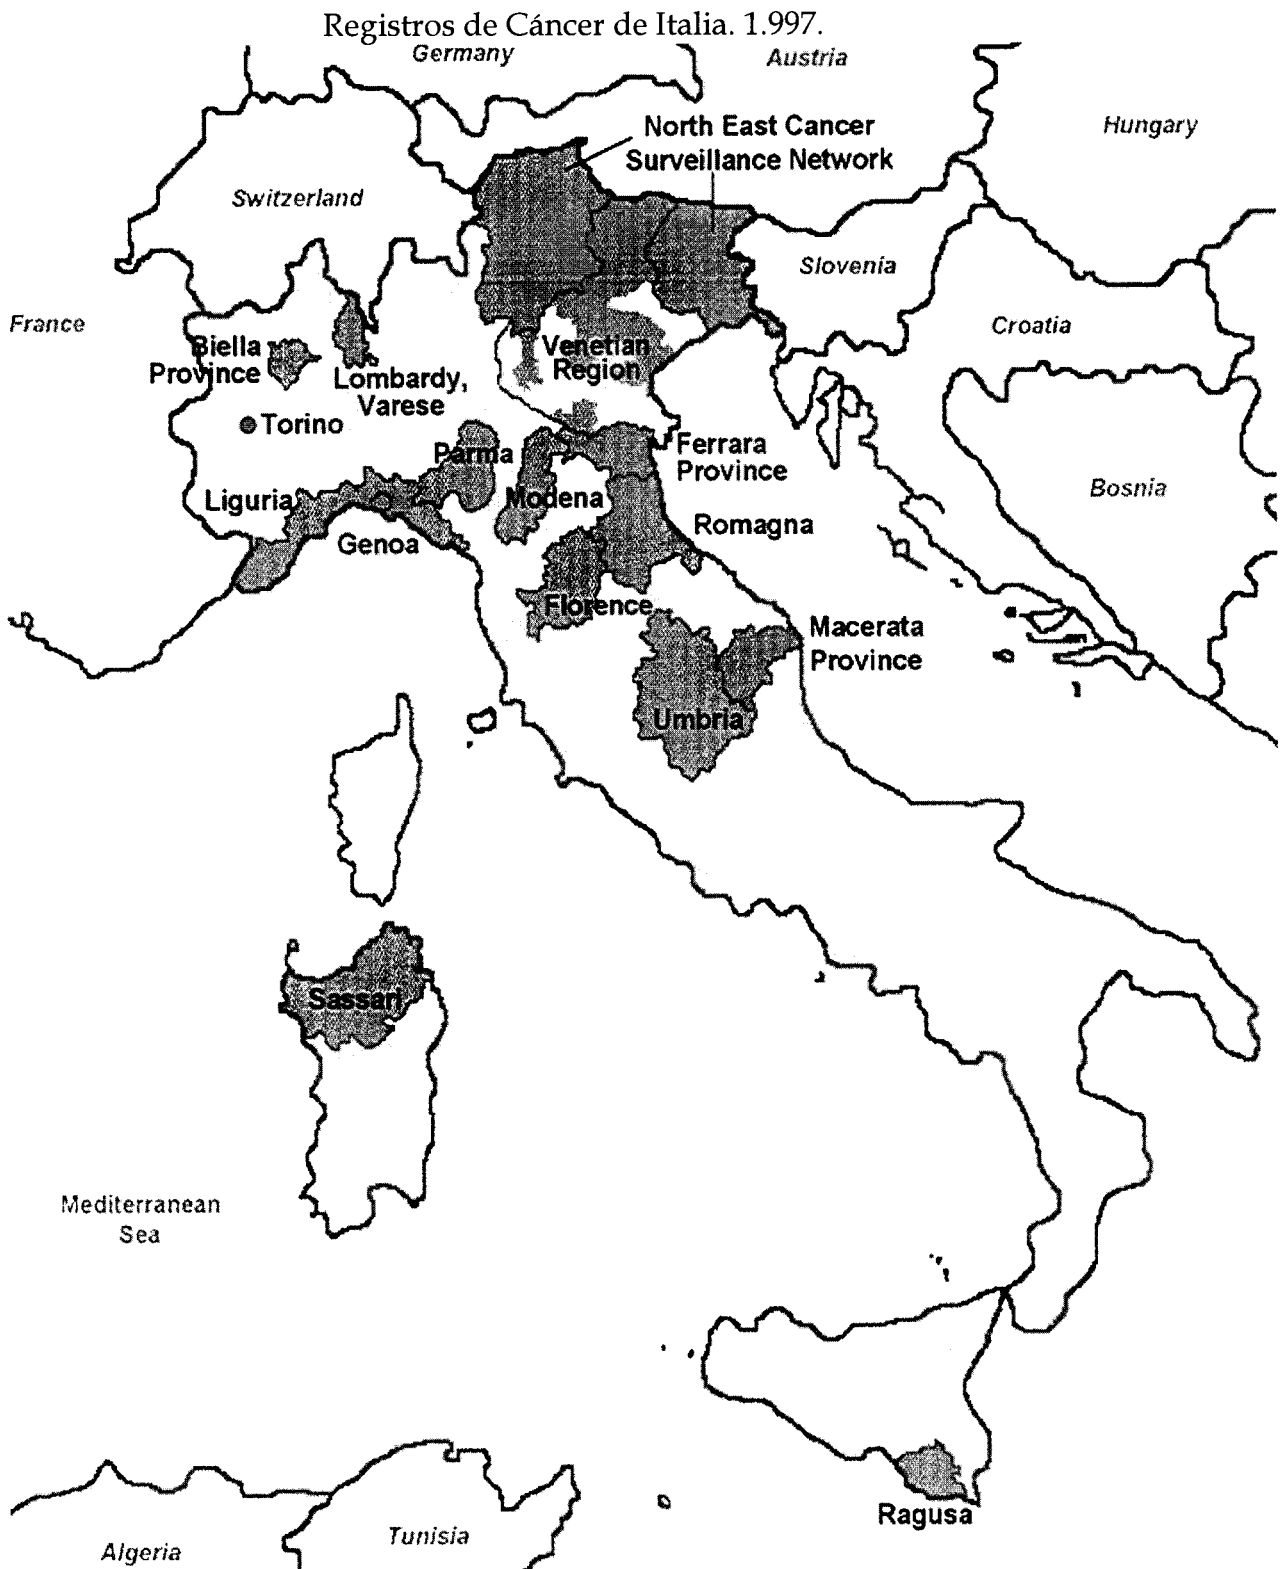 Registros de Cáncer de Italia. 1.997.
Germany
Austria
North East Cancer
Surveillance Network
Hungary
Switzerland
Slovenia
France
Croatia
Biella
Province
Venetian
Region
Lombardy,
Varese
Torino
Parma
Ferrara
Province
Bosnia
Liguria
Modena
Genoa
Romagna
Florence
Macerata
Province
Umbria
Sassari
Mediterranean
Sea
Ragusa
Algeria
Tunisia